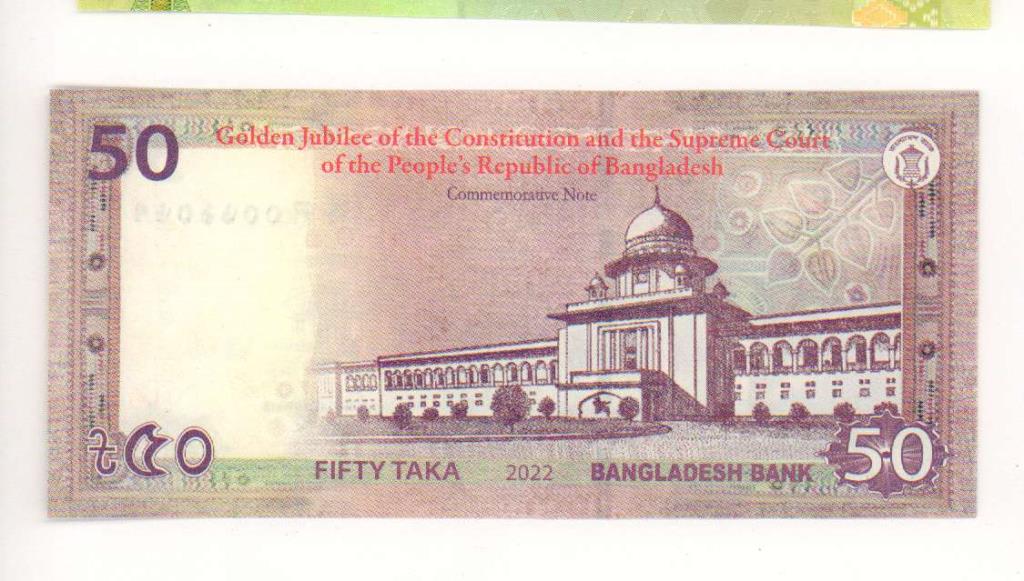 50
Golden Jubilee of the Constitution and the Supreme Court
of the People's Republic of Bangladesh
Commemorative Note
৳৫০
FIFTY TAKA 2022 BANGLADESH BANK
50